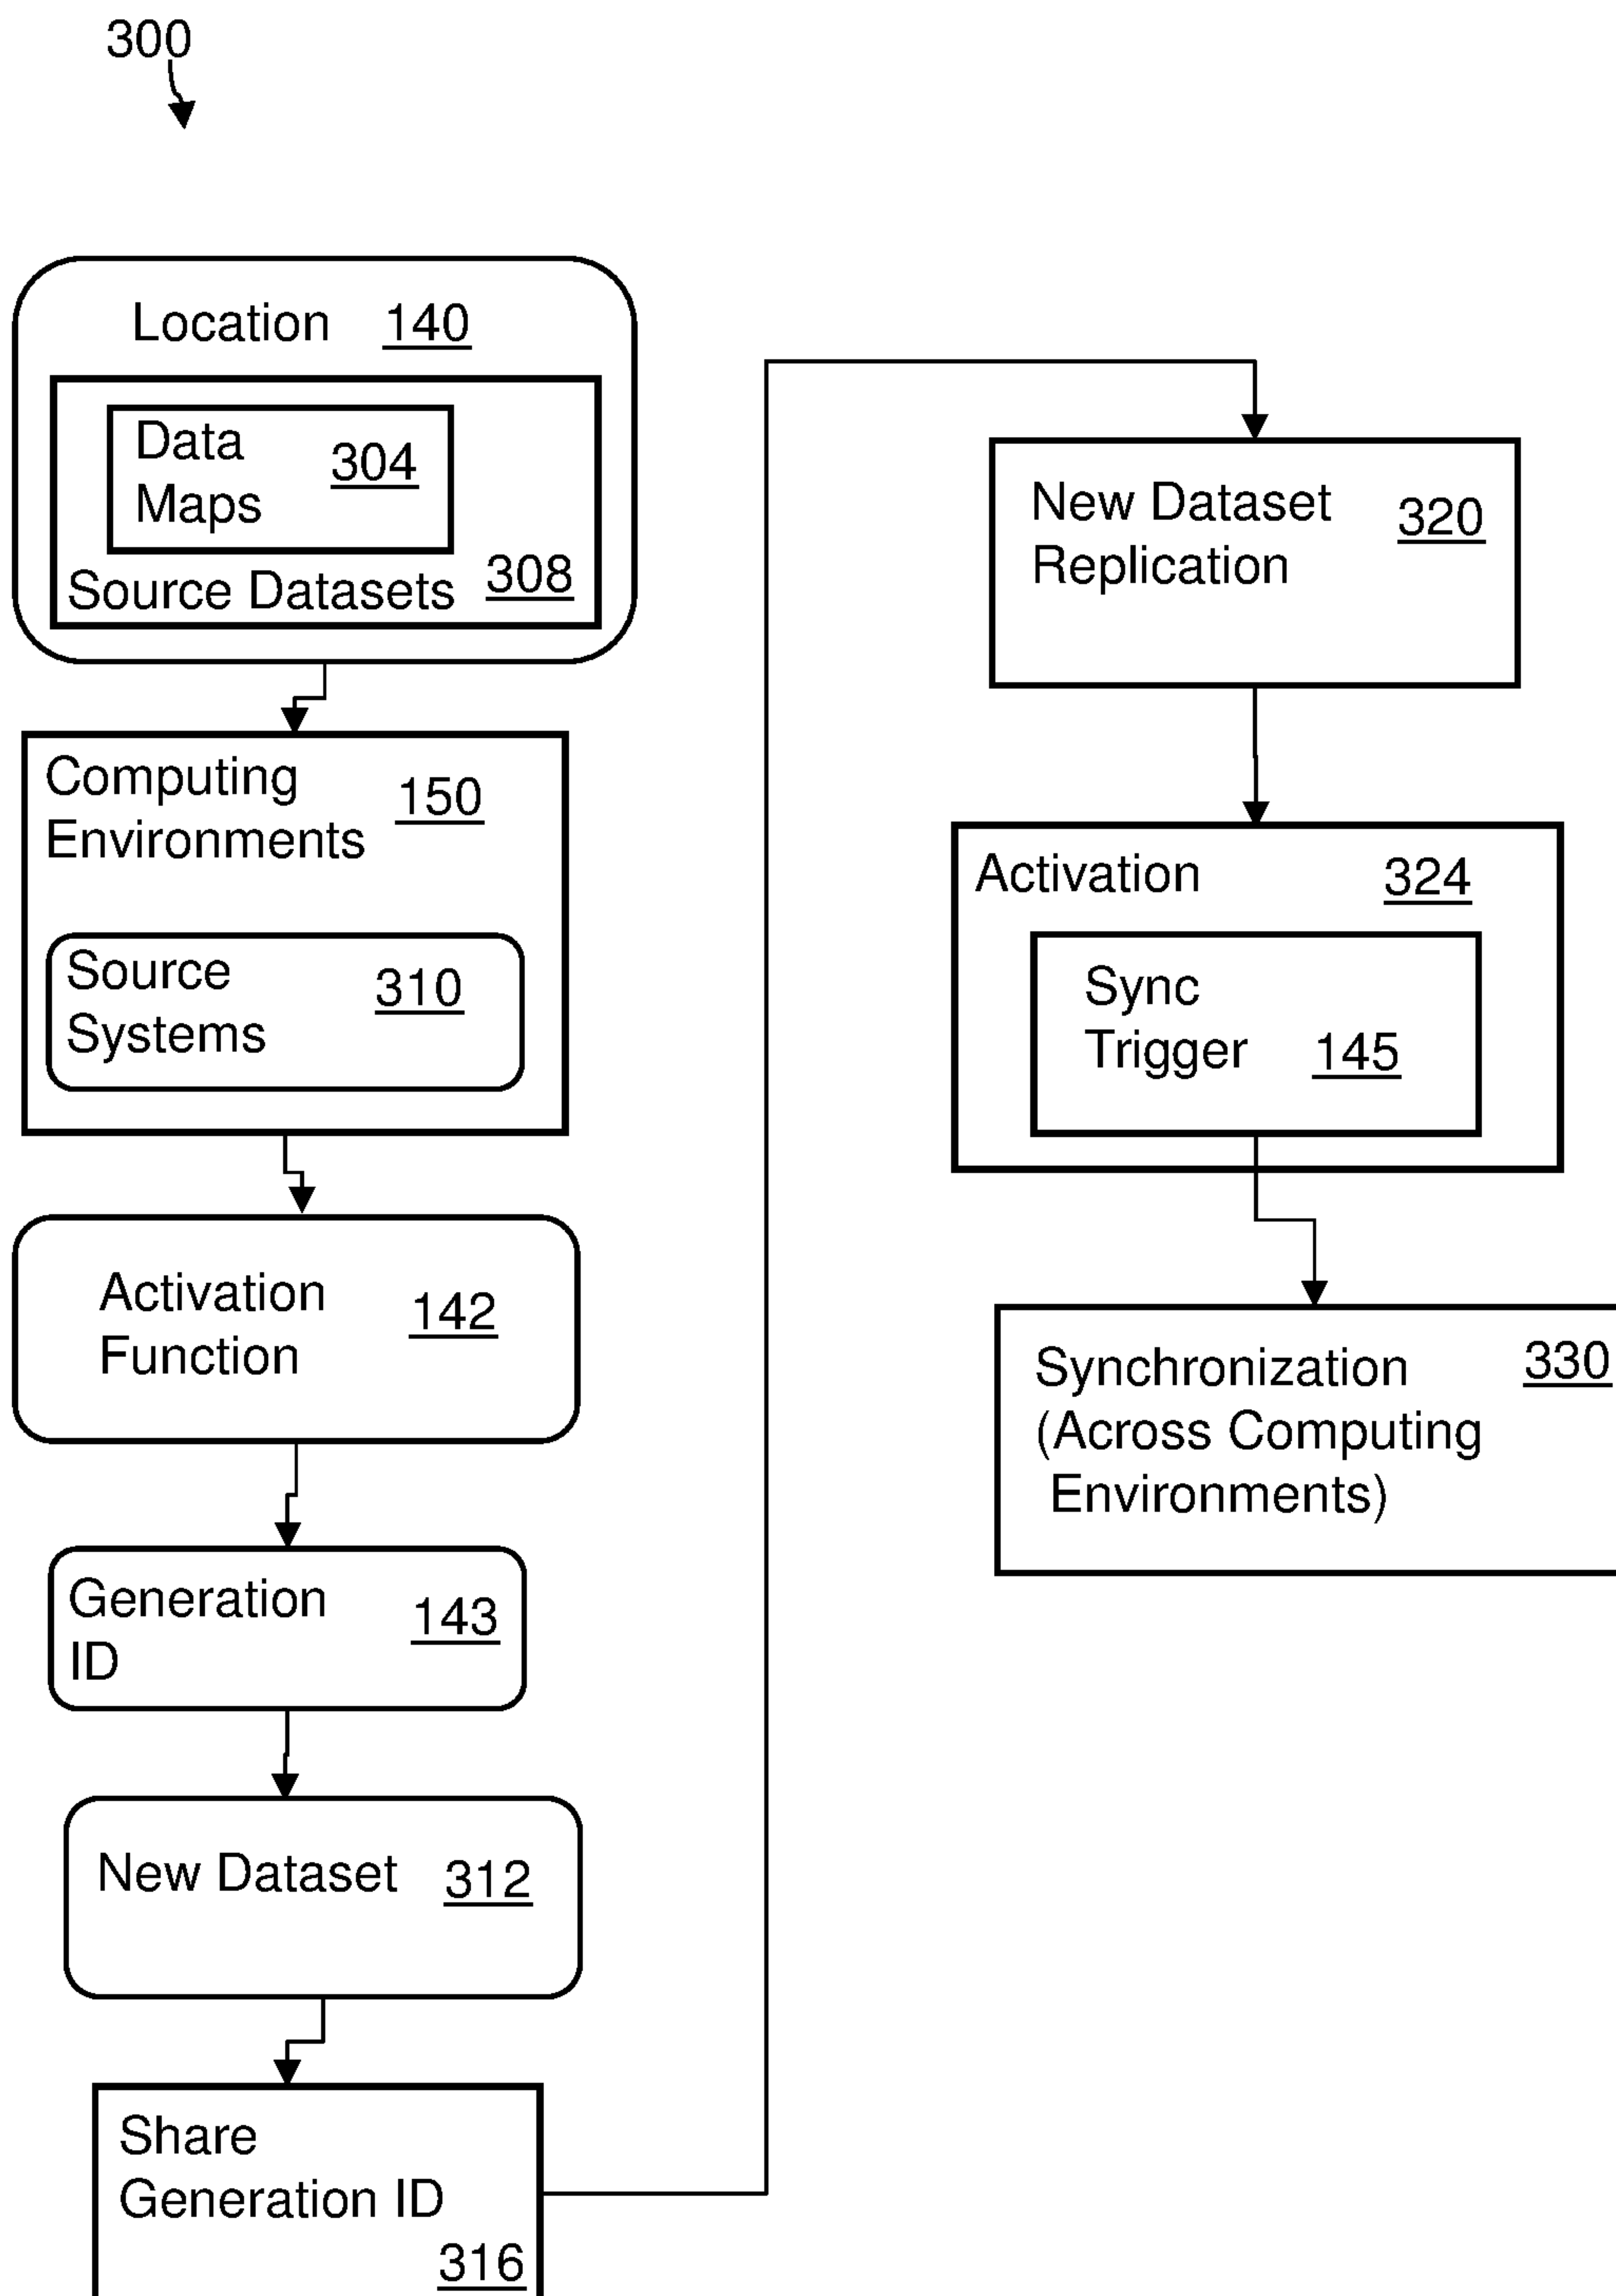 300
Location 140
Data
Maps 304
Source Datasets 308
Computing
Environments 150
Source
Systems 310
Activation
Function 142
Generation
ID 143
New Dataset 312
Share
Generation ID
316
New Dataset
Replication 320
Activation 324
Sync
Trigger 145
Synchronization 330
(Across Computing
Environments)